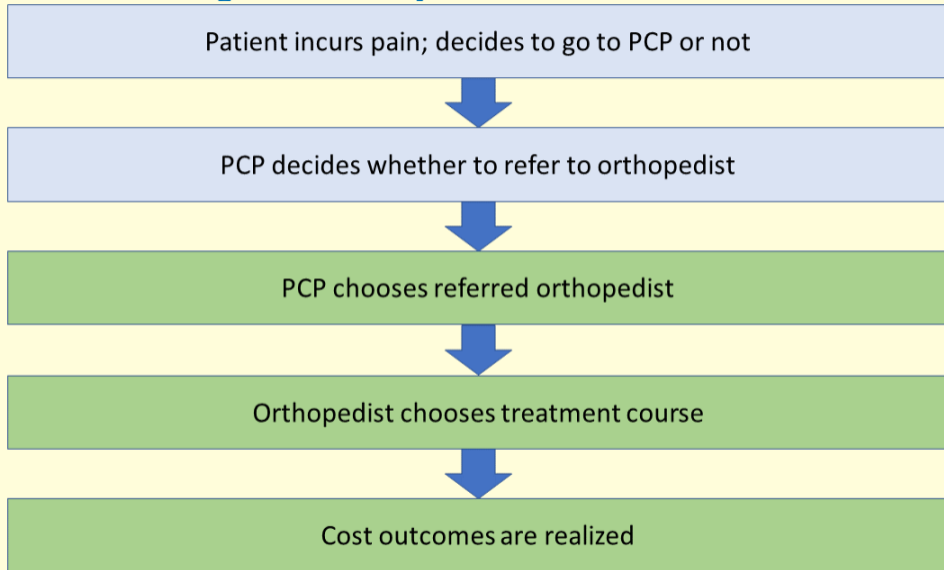 Patient incurs pain; decides to go to PCP or not
PCP decides whether to refer to orthopedist
PCP chooses referred orthopedist
Orthopedist chooses treatment course
Cost outcomes are realized